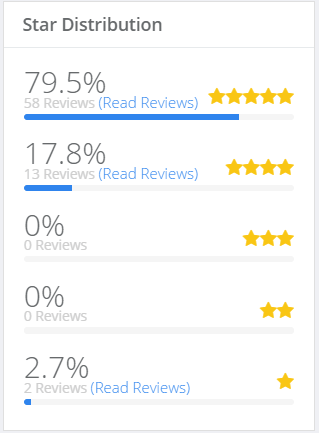 Star Distribution
79.5%
58 Reviews (Read Reviews)
17.8%
13 Reviews (Read Reviews)
0%
0 Reviews
0%
0 Reviews
2.7%
2 Reviews (Read Reviews)